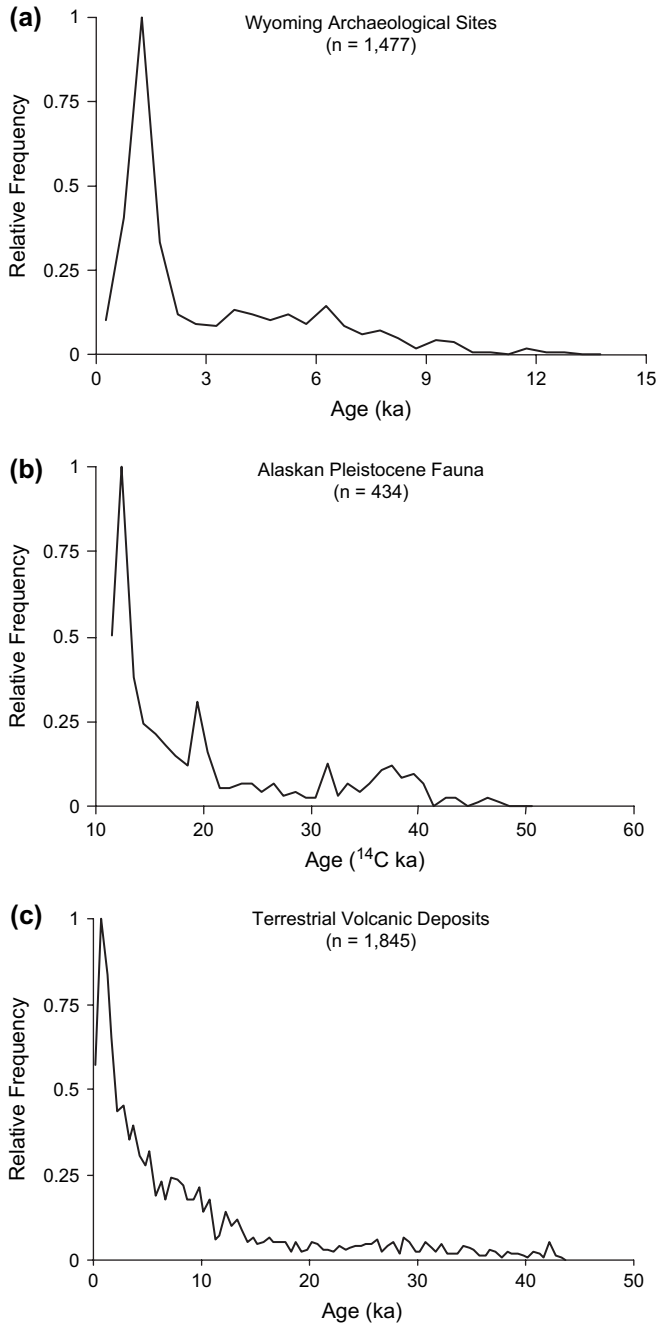 (a)
Wyoming Archaeological Sites
(n = 1,477)
Relative Frequency
1
0.75
0.5
0.25
0
0 3 6 9 12 15
Age (ka)
(b)
Alaskan Pleistocene Fauna
(n = 434)
Relative Frequency
1
0.75
0.5
0.25
0
10 20 30 40 50 60
Age (¹⁴C ka)
(c)
Terrestrial Volcanic Deposits
(n = 1,845)
Relative Frequency
1
0.75
0.5
0.25
0
0 10 20 30 40 50
Age (ka)